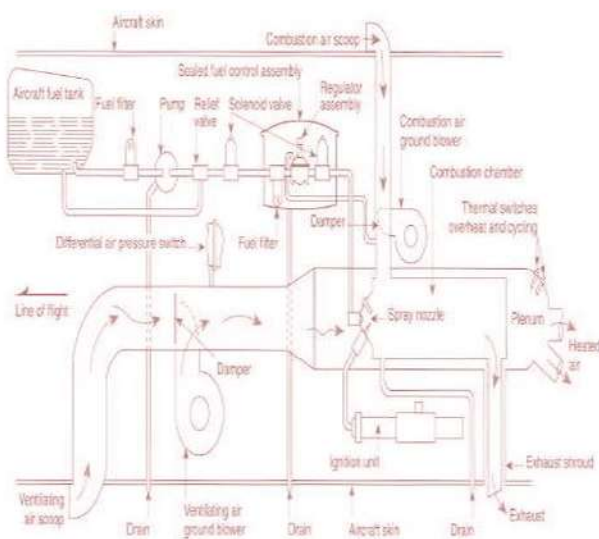 Aircraft skin
Combustion air scoop
Sealed fuel control assembly
Aircraft fuel tank
Fuel filter
Pump
Relief
valve
Solenoid valve
Regulator
assembly
Combustion air
ground blower
Combustion chamber
Thermal switches
overheat and cycling
Damper
Differential air pressure switch
Fuel filter
Line of flight
Spray nozzle
Plenum
Heated
air
Damper
Ignition unit
Exhaust shroud
Ventilating
air scoop
Drain
Ventilating air
ground blower
Drain
Aircraft skin
Drain
Exhaust